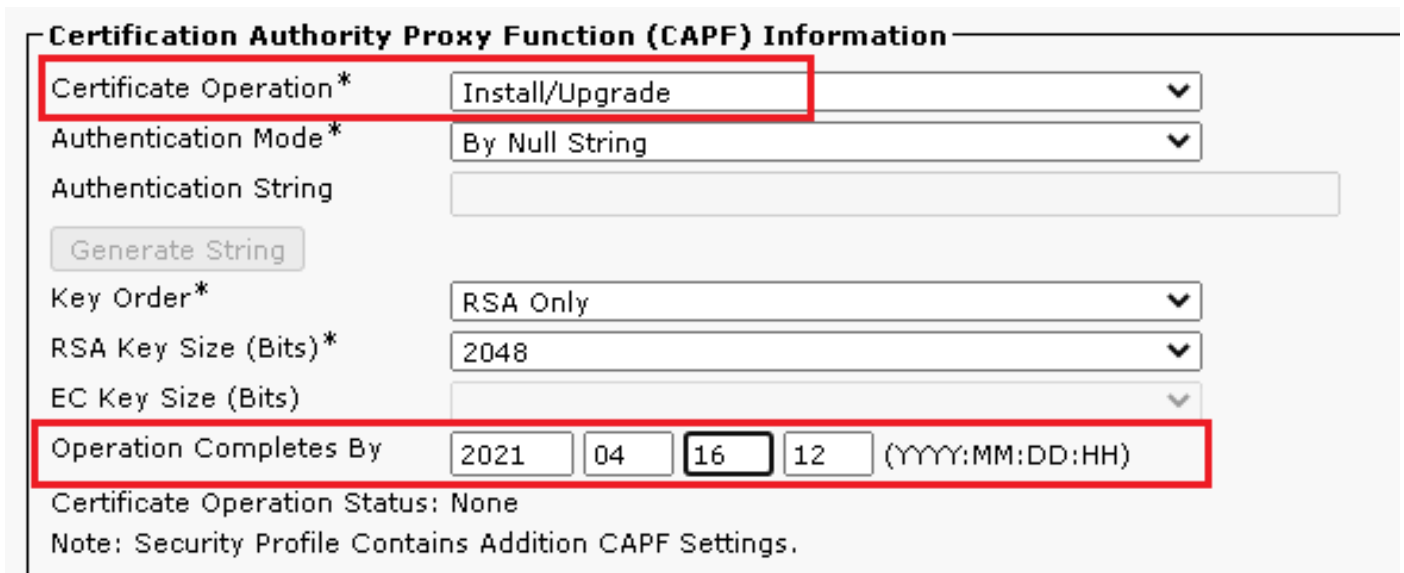 Certification Authority Proxy Function (CAPF) Information
Certificate Operation* Install/Upgrade
Authentication Mode* By Null String
Authentication String
Generate String
Key Order* RSA Only
RSA Key Size (Bits)* 2048
EC Key Size (Bits)
Operation Completes By 2021 04 16 12 (YYYY:MM:DD:HH)
Certificate Operation Status: None
Note: Security Profile Contains Addition CAPF Settings.